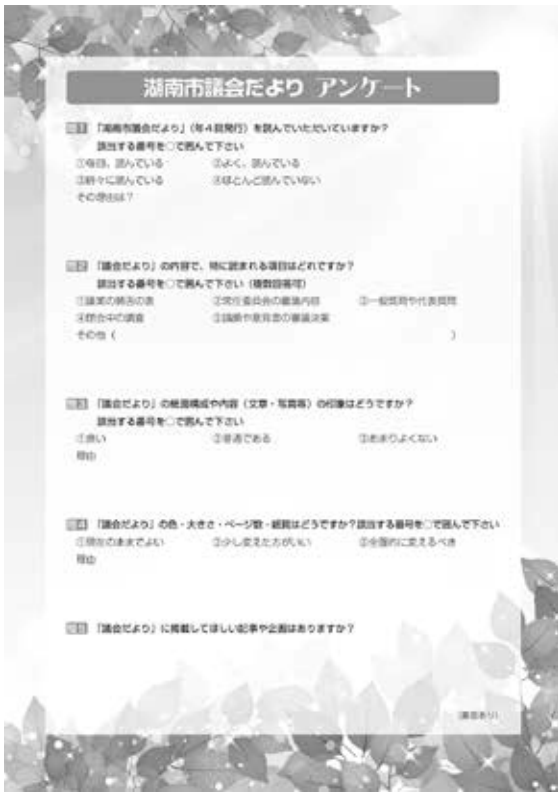 湖南市議会だより アンケート
問1 「湖南市議会だより」（年4回発行）を読んでいただいていますか？
該当する番号を○で囲んで下さい
①毎回、読んでいる ②よく、読んでいる
③時々に読んでいる ④ほとんど読んでいない
その理由は？
問2 「議会だより」の内容で、特に読まれる項目はどれですか？
該当する番号を○で囲んで下さい（複数回答可）
①議案の賛否の表 ②常任委員会の審議内容 ③一般質問や代表質問
④閉会中の調査 ⑤請願や意見書の審議決果
その他（ ）
問3 「議会だより」の紙面構成や内容（文章・写真等）の印象はどうですか？
該当する番号を○で囲んで下さい
①良い ②普通である ③あまりよくない
理由
問4 「議会だより」の色・大きさ・ページ数・紙質はどうですか？該当する番号を○で囲んで下さい
①現在のままでよい ②少し変えた方がいい ③全面的に変えるべき
理由
問5 「議会だより」に掲載してほしい記事や企画はありますか？
（裏面あり）